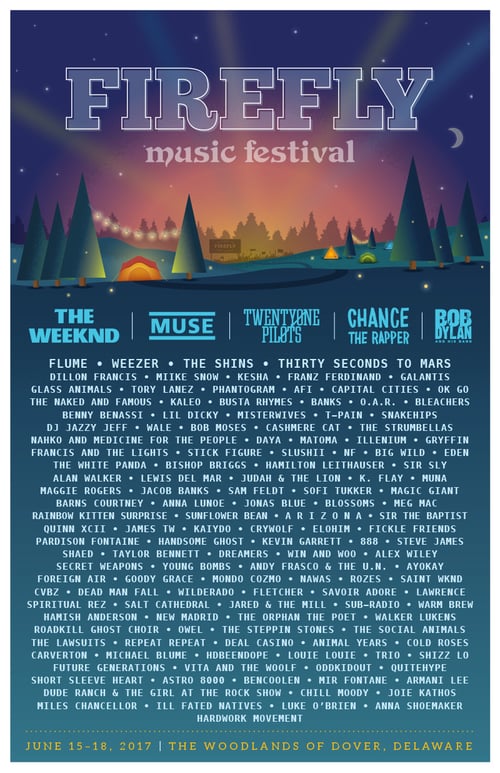 FIREFLY
music festival
FIREFLY
THE WEEKND | MUSE | TWENTY ONE PILOTS | CHANCE THE RAPPER | BOB DYLAN AND HIS BAND
FLUME • WEEZER • THE SHINS • THIRTY SECONDS TO MARS
DILLON FRANCIS • MIIKE SNOW • KESHA • FRANZ FERDINAND • GALANTIS
GLASS ANIMALS • TORY LANEZ • PHANTOGRAM • AFI • CAPITAL CITIES • OK GO
THE NAKED AND FAMOUS • KALEO • BUSTA RHYMES • BANKS • O.A.R. • BLEACHERS
BENNY BENASSI • LIL DICKY • MISTERWIVES • T-PAIN • SNAKEHIPS
DJ JAZZY JEFF • WALE • BOB MOSES • CASHMERE CAT • THE STRUMBELLAS
NAHKO AND MEDICINE FOR THE PEOPLE • DAYA • MATOMA • ILLENIUM • GRYFFIN
FRANCIS AND THE LIGHTS • STICK FIGURE • SLUSHII • NF • BIG WILD • EDEN
THE WHITE PANDA • BISHOP BRIGGS • HAMILTON LEITHAUSER • SIR SLY
ALAN WALKER • LEWIS DEL MAR • JUDAH & THE LION • K. FLAY • MUNA
MAGGIE ROGERS • JACOB BANKS • SAM FELDT • SOFI TUKKER • MAGIC GIANT
BARNS COURTNEY • ANNA LUNOE • JONAS BLUE • BLOSSOMS • MEG MAC
RAINBOW KITTEN SURPRISE • SUNFLOWER BEAN • A R I Z O N A • SIR THE BAPTIST
QUINN XCII • JAMES TW • KAIYDO • CRYWOLF • ELOHIM • FICKLE FRIENDS
PARDISON FONTAINE • HANDSOME GHOST • KEVIN GARRETT • 888 • STEVE JAMES
SHAED • TAYLOR BENNETT • DREAMERS • WIN AND WOO • ALEX WILEY
SECRET WEAPONS • YOUNG BOMBS • ANDY FRASCO & THE U.N. • AYOKAY
FOREIGN AIR • GOODY GRACE • MONDO COZMO • NAWAS • ROZES • SAINT WKND
CVBZ • DEAD MAN FALL • WILDERADO • FLETCHER • SAVOIR ADORE • LAWRENCE
SPIRITUAL REZ • SALT CATHEDRAL • JARED & THE MILL • SUB-RADIO • WARM BREW
HAMISH ANDERSON • NEW MADRID • THE ORPHAN THE POET • WALKER LUKENS
ROADKILL GHOST CHOIR • OWEL • THE STEPPIN STONES • THE SOCIAL ANIMALS
THE LAWSUITS • REPEAT REPEAT • DEAL CASINO • ANIMAL YEARS • COLD ROSES
CARVERTON • MICHAEL BLUME • HDBEENDOPE • LOUIE LOUIE • TRIO • SHIZZ LO
FUTURE GENERATIONS • VITA AND THE WOOLF • ODDKIDOUT • QUITEHYPE
SHORT SLEEVE HEART • ASTRO 8000 • BENCOOLEN • MIR FONTANE • ARMANI LEE
DUDE RANCH & THE GIRL AT THE ROCK SHOW • CHILL MOODY • JOIE KATHOS
MILES CHANCELLOR • ILL FATED NATIVES • LUKE O'BRIEN • ANNA SHOEMAKER
HARDWORK MOVEMENT
JUNE 15-18, 2017 | THE WOODLANDS OF DOVER, DELAWARE